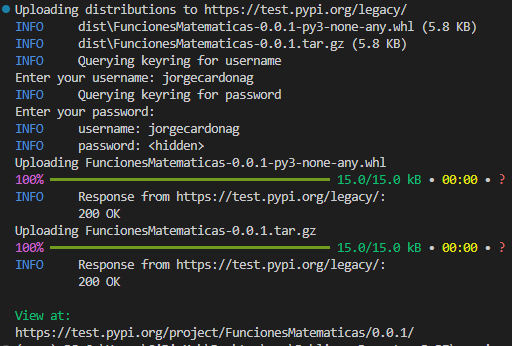 Uploading distributions to https://test.pypi.org/legacy/
INFO     dist\FuncionesMatematicas-0.0.1-py3-none-any.whl (5.8 KB)
INFO     dist\FuncionesMatematicas-0.0.1.tar.gz (5.8 KB)
INFO     Querying keyring for username
Enter your username: jorgecardonag
INFO     Querying keyring for password
Enter your password:
INFO     username: jorgecardonag
INFO     password: <hidden>
Uploading FuncionesMatematicas-0.0.1-py3-none-any.whl
100% 15.0/15.0 kB • 00:00 • ?
INFO     Response from https://test.pypi.org/legacy/:
200 OK
Uploading FuncionesMatematicas-0.0.1.tar.gz
100% 15.0/15.0 kB • 00:00 • ?
INFO     Response from https://test.pypi.org/legacy/:
200 OK
View at:
https://test.pypi.org/project/FuncionesMatematicas/0.0.1/